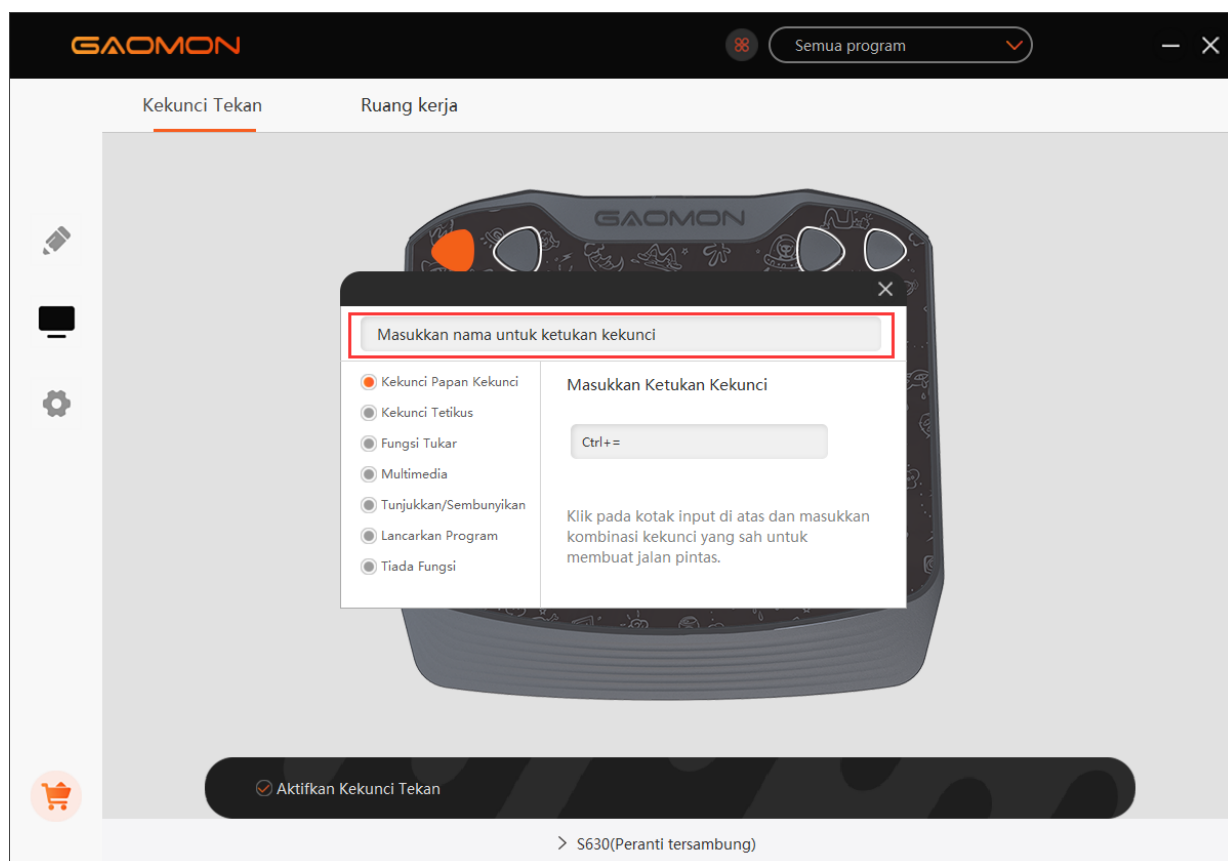 GAOMON
Semua program
Kekunci Tekan
Ruang kerja
GAOMON
Masukkan nama untuk ketukan kekunci
Kekunci Papan Kekunci
Kekunci Tetikus
Fungsi Tukar
Multimedia
Tunjukkan/Sembunyikan
Lancarkan Program
Tiada Fungsi
Masukkan Ketukan Kekunci
Ctrl+=
Klik pada kotak input di atas dan masukkan
kombinasi kekunci yang sah untuk
membuat jalan pintas.
Aktifkan Kekunci Tekan
S630(Peranti tersambung)